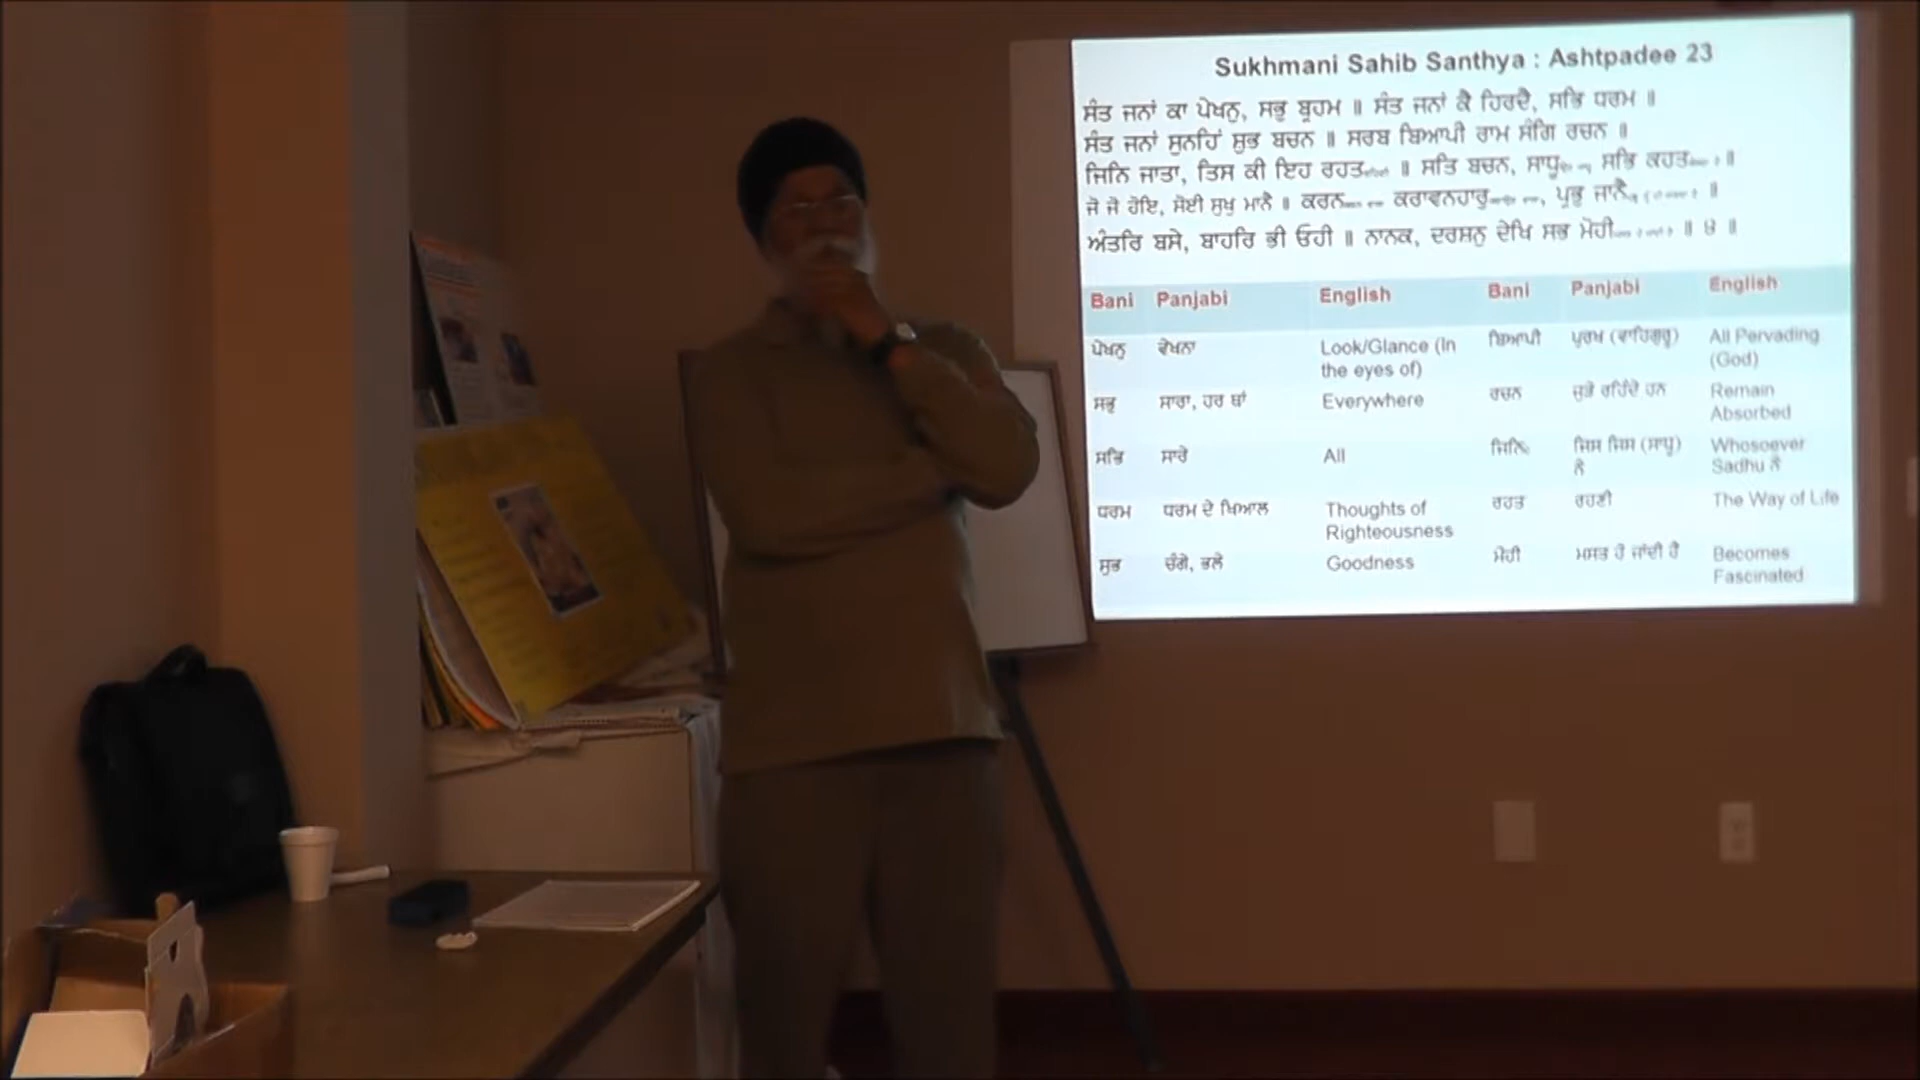 Sukhmani Sahib Santhya : Ashtpadee 23
ਸੰਤ ਜਨਾਂ ਕਾ ਪੇਖਨੁ, ਸਭੁ ਬ੍ਰਹਮ ॥ ਸੰਤ ਜਨਾਂ ਕੈ ਹਿਰਦੈ, ਸਭਿ ਧਰਮ ॥
ਸੰਤ ਜਨਾਂ ਸੁਨਹਿਂ ਸ਼ੁਭ ਬਚਨ ॥ ਸਰਬ ਬਿਆਪੀ ਰਾਮ ਸੰਗਿ ਰਚਨ ॥
ਜਿਨਿ ਜਾਤਾ, ਤਿਸ ਕੀ ਇਹ ਰਹਤ ॥ ਸਤਿ ਬਚਨ, ਸਾਧੂ ਸਭਿ ਕਹਤ ॥
ਜੋ ਜੋ ਹੋਇ, ਸੋਈ ਸੁਖੁ ਮਾਨੈ ॥ ਕਰਨ ਕਰਾਵਨਹਾਰੁ , ਪ੍ਰਭੁ ਜਾਨੈ ॥
ਅੰਤਰਿ ਬਸੇ, ਬਾਹਰਿ ਭੀ ਓਹੀ ॥ ਨਾਨਕ, ਦਰਸ਼ਨੁ ਦੇਖਿ ਸਭ ਮੋਹੀ ॥ ੪ ॥
Bani Panjabi English Bani Panjabi English
ਪੇਖਨੁ ਵੇਖਨਾ Look/Glance (In the eyes of) ਬਿਆਪੀ ਪੁਰਖ (ਵਾਹਿਗੁਰੂ) All Pervading (God)
ਸਭੁ ਸਾਰਾ, ਹਰ ਥਾਂ Everywhere ਰਚਨ ਜੁੜੇ ਰਹਿੰਦੇ ਹਨ Remain Absorbed
ਸਭਿ ਸਾਰੇ All ਜਿਨਿ ਜਿਸ ਜਿਸ (ਸਾਧੂ) ਨੇ Whosoever Sadhu ਨੇ
ਧਰਮ ਧਰਮ ਦੇ ਖਿਆਲ Thoughts of Righteousness ਰਹਤ ਰਹਣੀ The Way of Life
ਸੁਭ ਚੰਗੇ, ਭਲੇ Goodness ਮੋਹੀ ਮਸਤ ਹੋ ਜਾਂਦੀ ਹੈ Becomes Fascinated